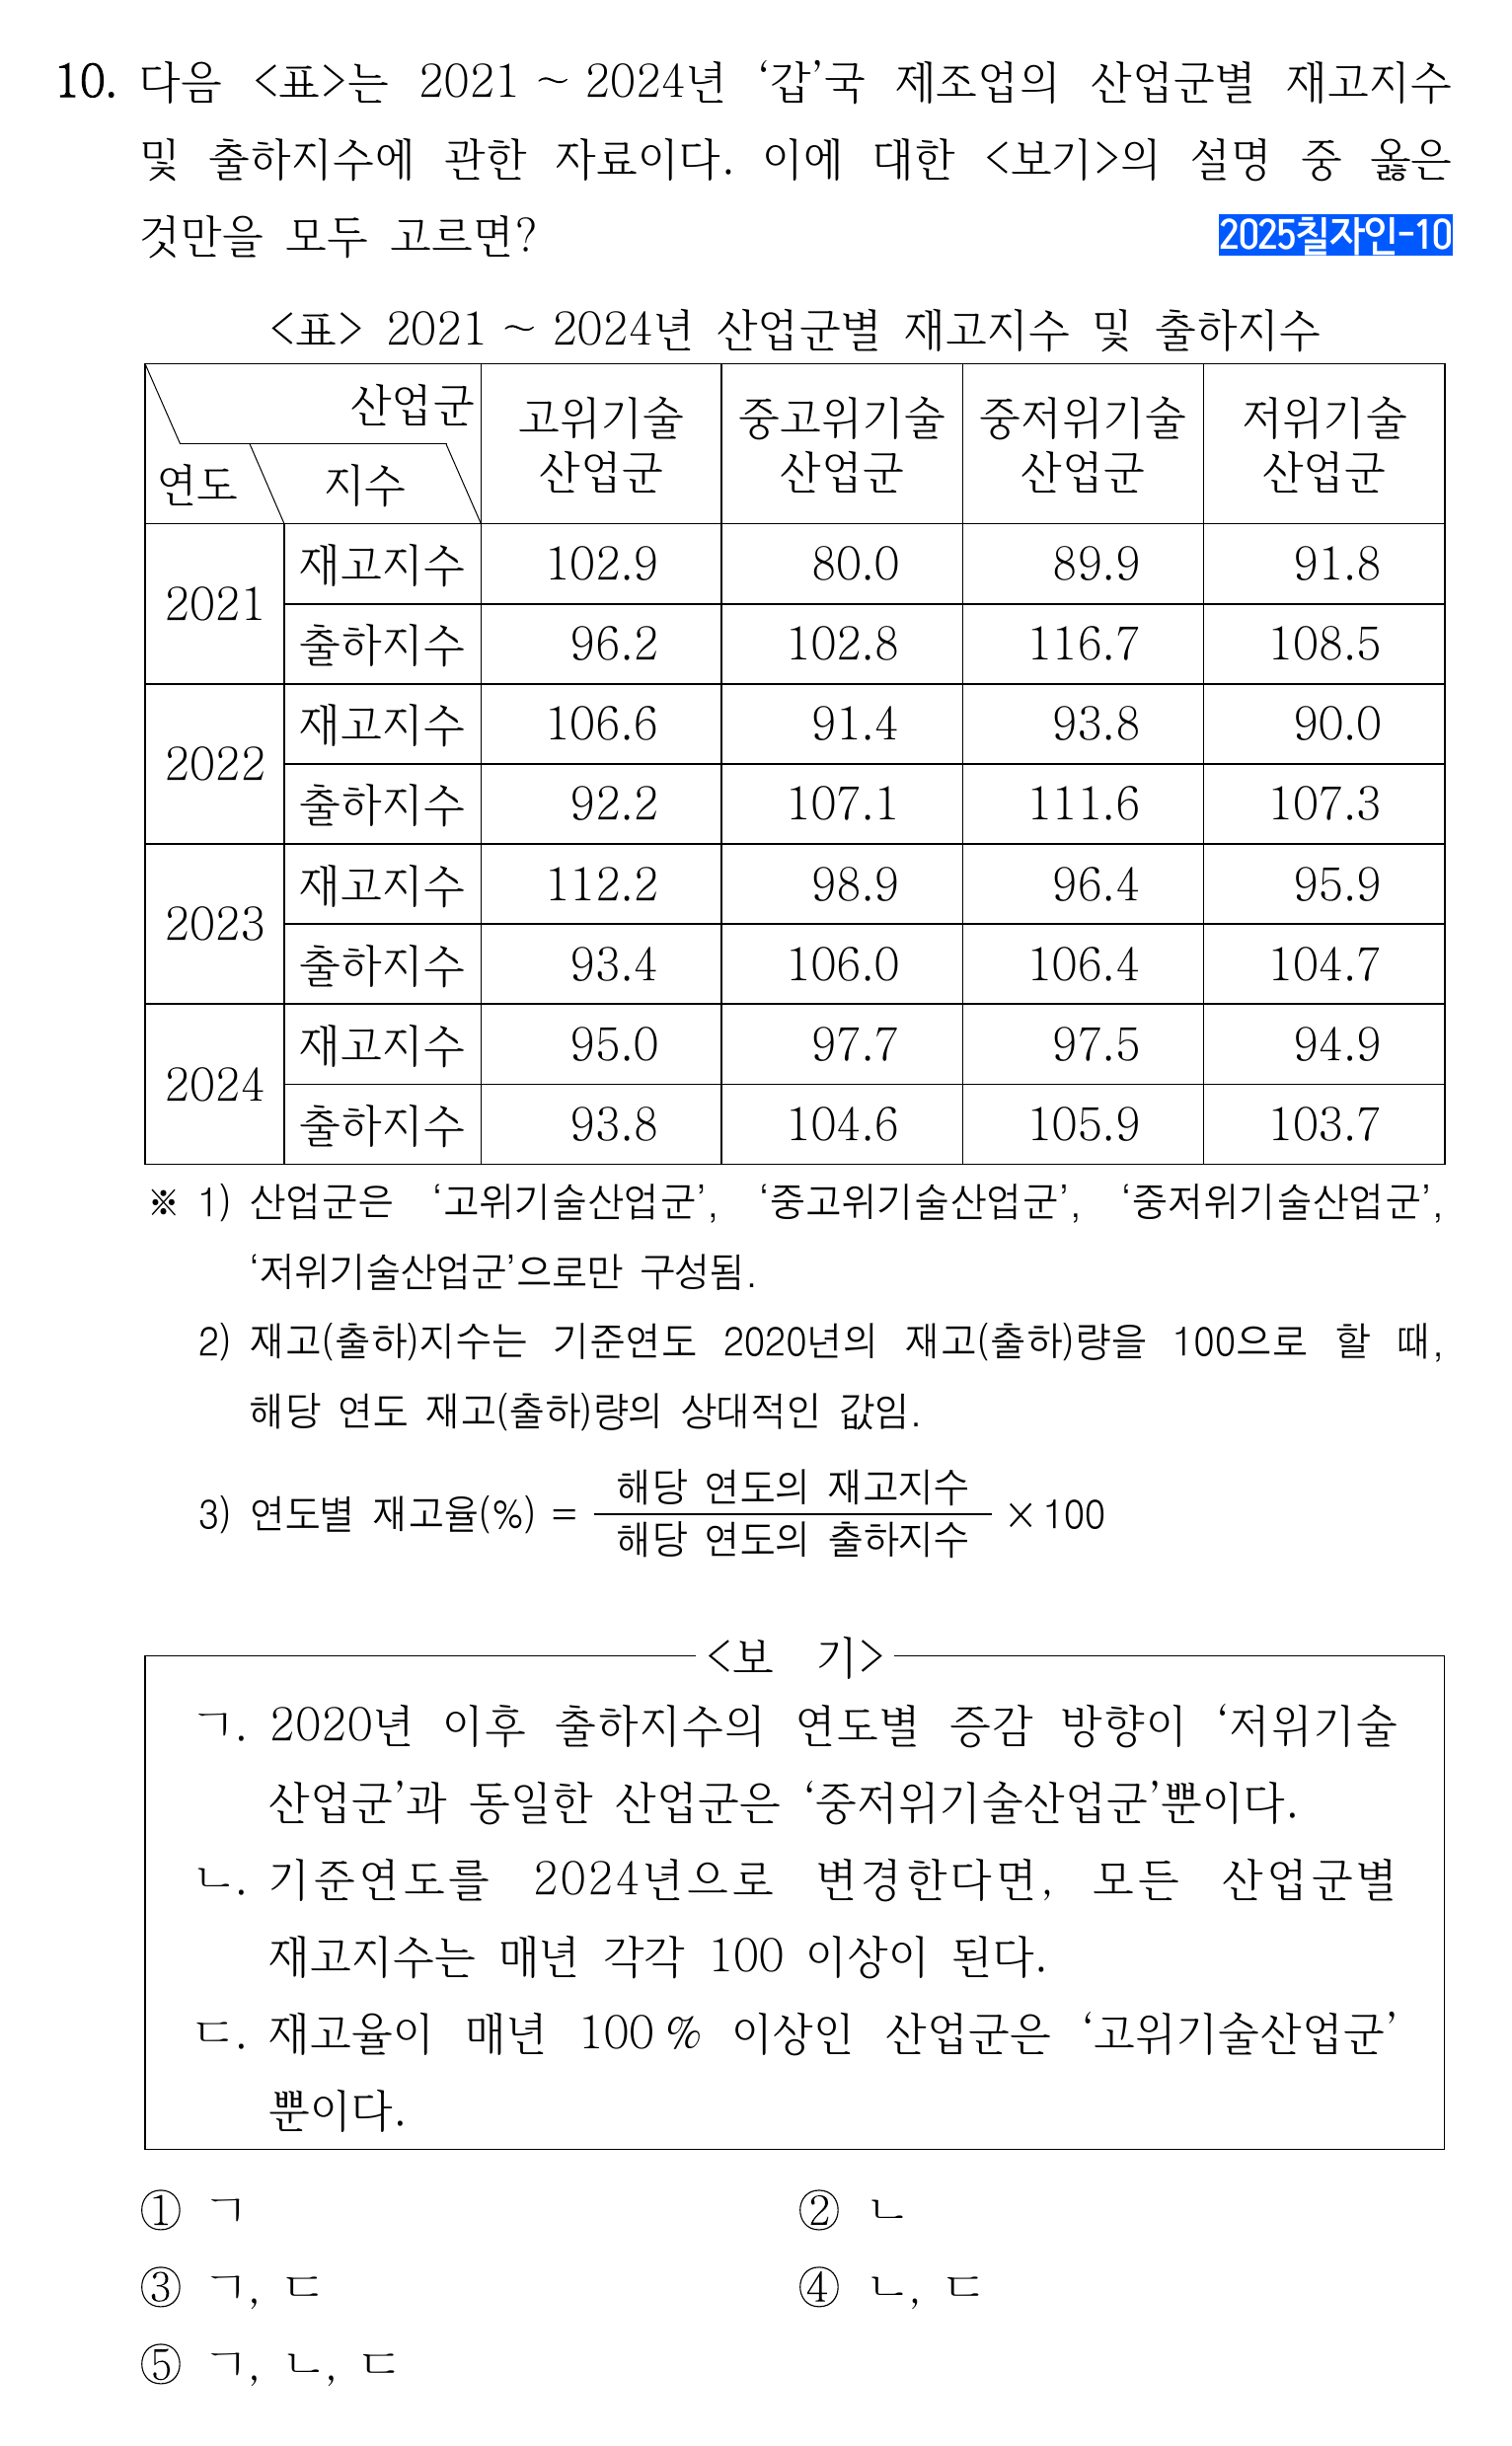 10. 다음 <표>는 2021 ~ 2024년 ‘갑’국 제조업의 산업군별 재고지수
및 출하지수에 관한 자료이다. 이에 대한 <보기>의 설명 중 옳은
것만을 모두 고르면?
2025칠자인-10
<표> 2021 ~ 2024년 산업군별 재고지수 및 출하지수
산업군
연도 지수
고위기술 산업군 중고위기술 산업군 중저위기술 산업군 저위기술 산업군
2021 재고지수 102.9 80.0 89.9 91.8
출하지수 96.2 102.8 116.7 108.5
2022 재고지수 106.6 91.4 93.8 90.0
출하지수 92.2 107.1 111.6 107.3
2023 재고지수 112.2 98.9 96.4 95.9
출하지수 93.4 106.0 106.4 104.7
2024 재고지수 95.0 97.7 97.5 94.9
출하지수 93.8 104.6 105.9 103.7
※ 1) 산업군은 ‘고위기술산업군’, ‘중고위기술산업군’, ‘중저위기술산업군’,
‘저위기술산업군’으로만 구성됨.
2) 재고(출하)지수는 기준연도 2020년의 재고(출하)량을 100으로 할 때,
해당 연도 재고(출하)량의 상대적인 값임.
3) 연도별 재고율(%) = 해당 연도의 재고지수 / 해당 연도의 출하지수 × 100
<보 기>
ㄱ. 2020년 이후 출하지수의 연도별 증감 방향이 ‘저위기술
산업군’과 동일한 산업군은 ‘중저위기술산업군’뿐이다.
ㄴ. 기준연도를 2024년으로 변경한다면, 모든 산업군별
재고지수는 매년 각각 100 이상이 된다.
ㄷ. 재고율이 매년 100 % 이상인 산업군은 ‘고위기술산업군’
뿐이다.
① ㄱ ② ㄴ
③ ㄱ, ㄷ ④ ㄴ, ㄷ
⑤ ㄱ, ㄴ, ㄷ